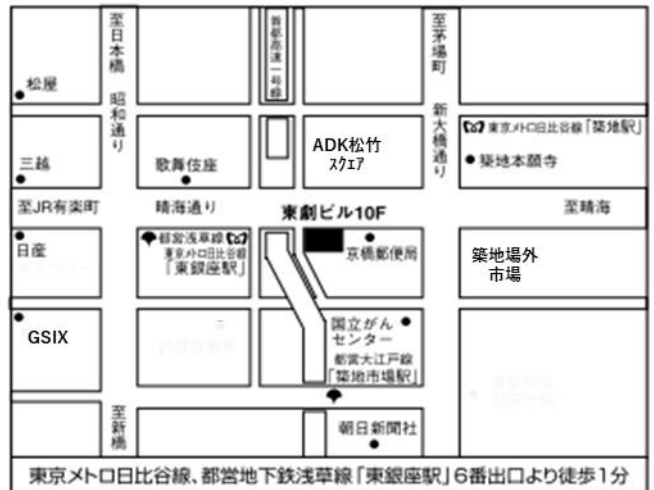 至日本橋
昭和通り
首都高速一号線
至茅場町
新大橋通り
松屋
三越
歌舞伎座
ADK松竹
スクエア
東京メトロ日比谷線「築地駅」
築地本願寺
至JR有楽町
晴海通り
東劇ビル10F
至晴海
日産
都営浅草線
東京メトロ日比谷線
「東銀座駅」
京橋郵便局
築地場外
市場
GSIX
国立がん
センター
都営大江戸線
「築地市場駅」
至新橋
朝日新聞社
東京メトロ日比谷線、都営地下鉄浅草線「東銀座駅」6番出口より徒歩1分